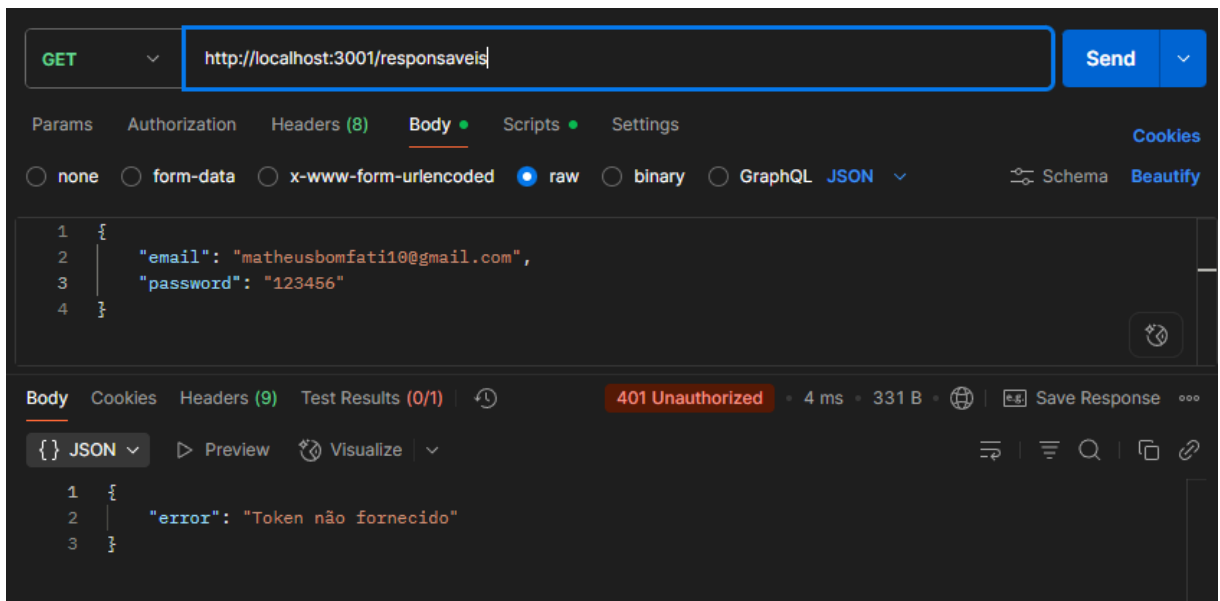 GET http://localhost:3001/responsaveis Send
Params Authorization Headers (8) Body Scripts Settings Cookies
none form-data x-www-form-urlencoded raw binary GraphQL JSON Schema Beautify
1 {
2 "email": "matheusbomfati10@gmail.com",
3 "password": "123456"
4 }
Body Cookies Headers (9) Test Results (0/1) 401 Unauthorized • 4 ms • 331 B e.g. Save Response
{} JSON Preview Visualize
1 {
2 "error": "Token não fornecido"
3 }